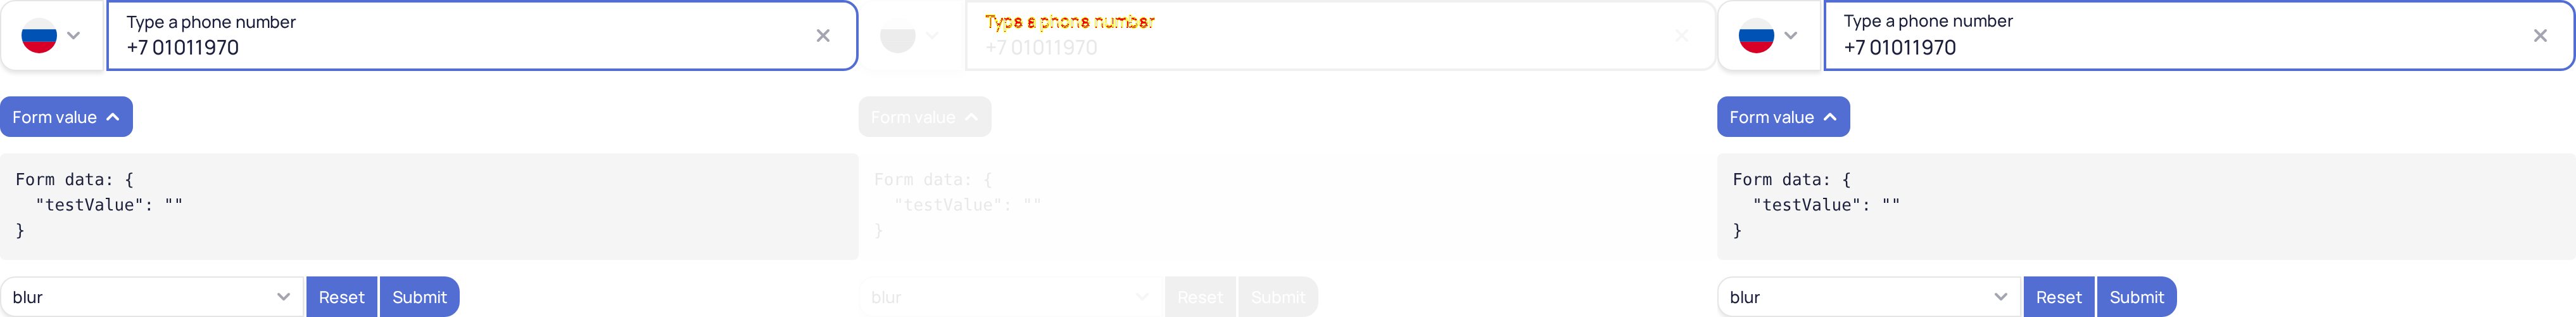 Type a phone number
+7 01011970
Form value
Form data: {
  "testValue": ""
}
blur
Reset
Submit
Type a phone number
+7 01011970
Form value
Form data: {
  "testValue": ""
}
blur
Reset
Submit
Type a phone number
+7 01011970
Form value
Form data: {
  "testValue": ""
}
blur
Reset
Submit